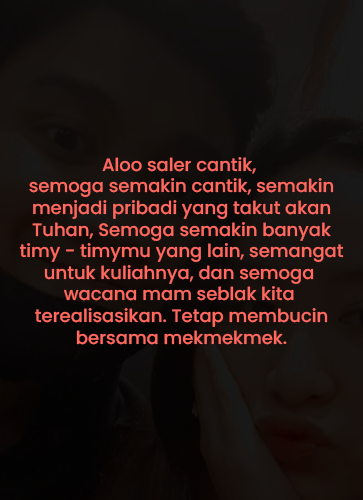 Aloo saler cantik,
semoga semakin cantik, semakin
menjadi pribadi yang takut akan
Tuhan, Semoga semakin banyak
timy - timymu yang lain, semangat
untuk kuliahnya, dan semoga
wacana mam seblak kita
terealisasikan. Tetap membucin
bersama mekmekmek.